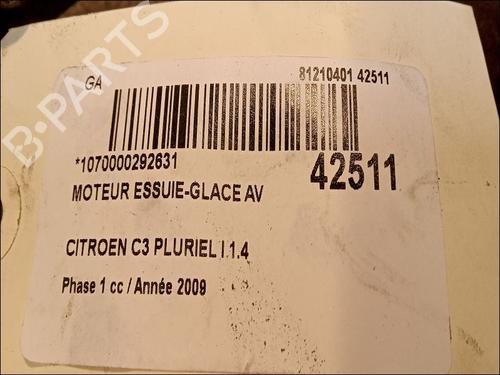 B-PARTS
GA
81210401 42511
*1070000292631
42511
MOTEUR ESSUIE-GLACE AV
CITROEN C3 PLURIEL I 1.4
Phase 1 cc / Année 2009